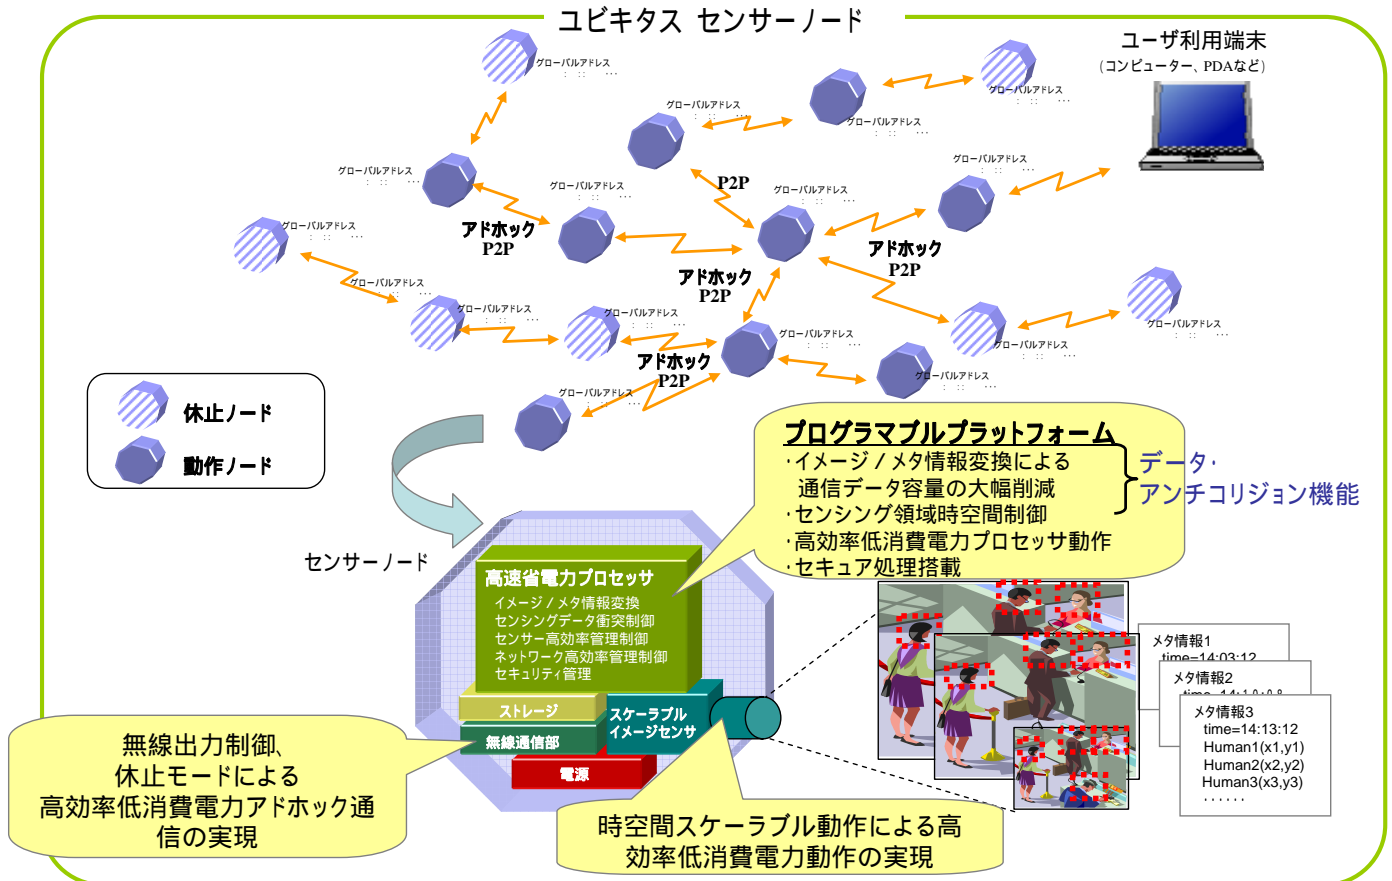 ユビキタス センサーノード
ユーザ利用端末
(コンピューター、PDAなど)
グローバルアドレス
: :: ...
グローバルアドレス
: :: ...
グローバルアドレス
: :: ...
グローバルアドレス
: :: ...
グローバルアドレス
: :: ...
グローバルアドレス
: :: ...
グローバルアドレス
: :: ...
グローバルアドレス
: :: ...
P2P
グローバルアドレス
: :: ...
アドホック
P2P
アドホック
P2P
グローバルアドレス
: :: ...
アドホック
P2P
グローバルアドレス
: :: ...
グローバルアドレス
: :: ...
グローバルアドレス
: :: ...
グローバルアドレス
: :: ...
グローバルアドレス
: :: ...
グローバルアドレス
: :: ...
アドホック
P2P
グローバルアドレス
: :: ...
グローバルアドレス
: :: ...
休止ノード
動作ノード
プログラマブルプラットフォーム
・イメージ / メタ情報変換による
通信データ容量の大幅削減
・センシング領域時空間制御
・高効率低消費電力プロセッサ動作
・セキュア処理搭載
データ・
アンチコリジョン機能
センサーノード
高速省電力プロセッサ
イメージ / メタ情報変換
センシングデータ衝突制御
センサー高効率管理制御
ネットワーク高効率管理制御
セキュリティ管理
ストレージ
無線通信部
スケーラブル
イメージセンサ
電源
メタ情報1
time=14:03:12
メタ情報2
メタ情報3
time=14:13:12
Human1(x1,y1)
Human2(x2,y2)
Human3(x3,y3)
......
無線出力制御、
休止モードによる
高効率低消費電力アドホック通
信の実現
時空間スケーラブル動作による高
効率低消費電力動作の実現